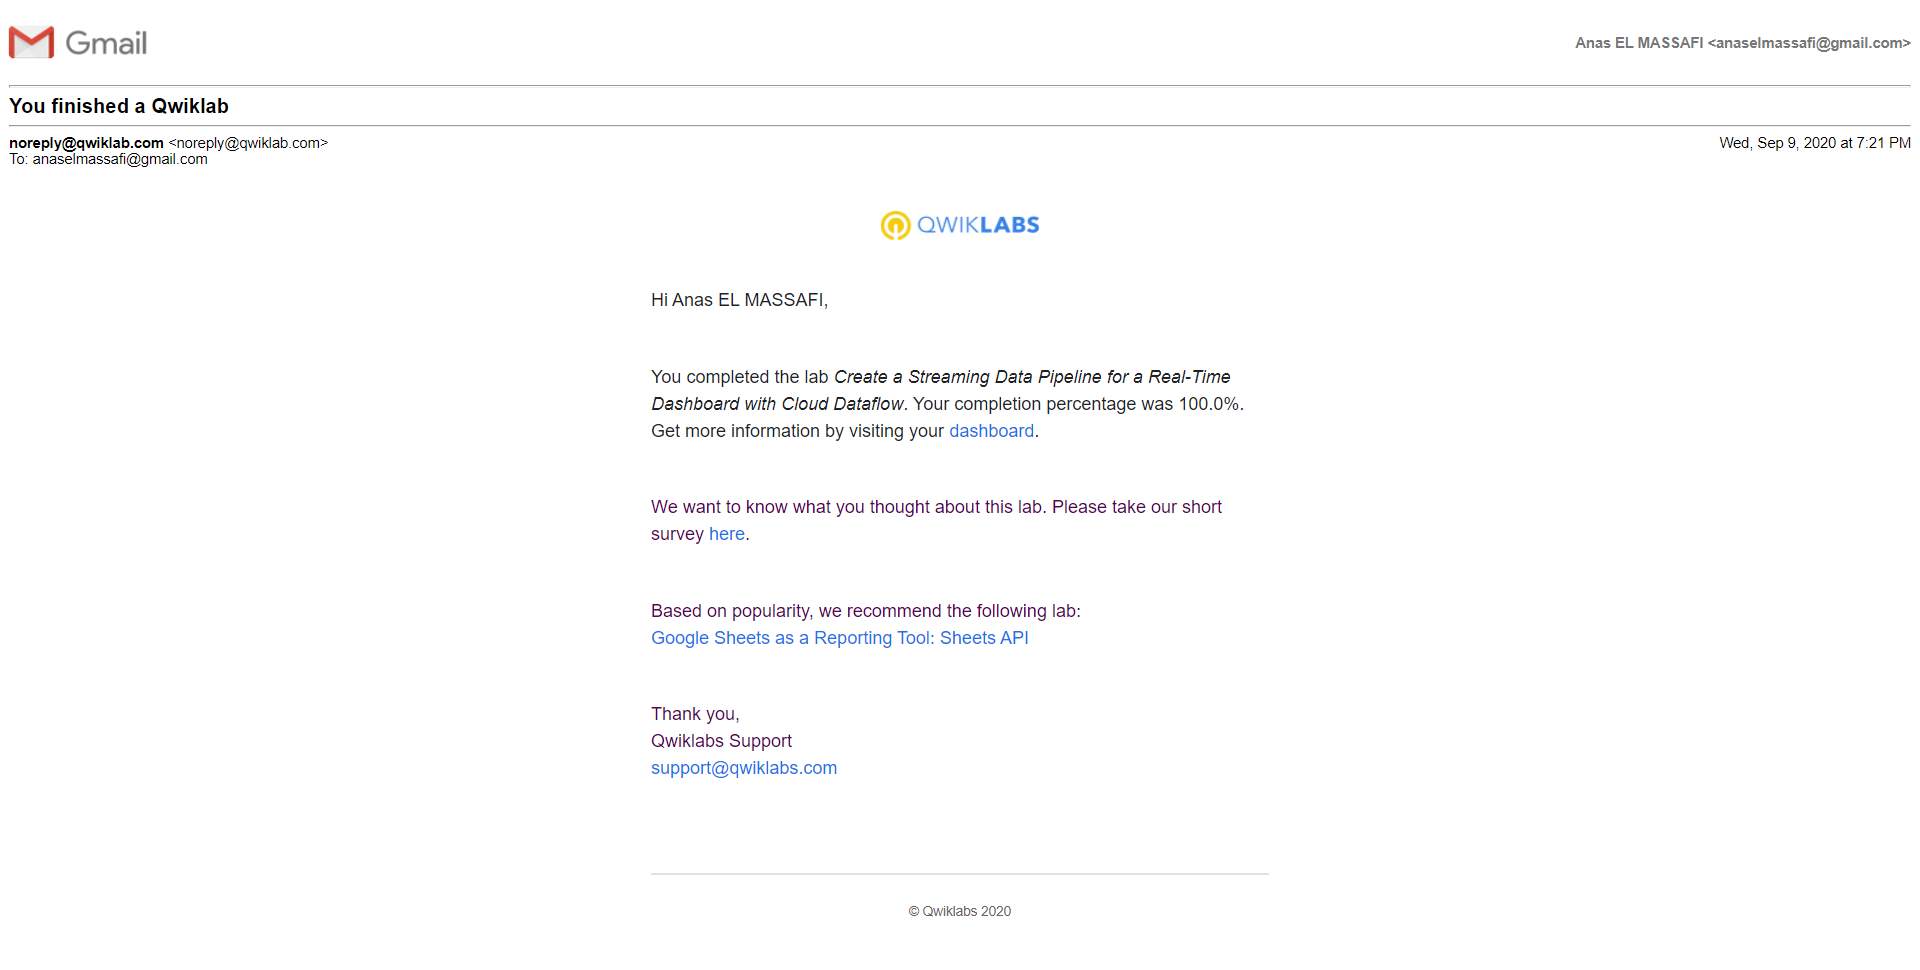 Gmail
Anas EL MASSAFI <anaselmassafi@gmail.com>
You finished a Qwiklab
noreply@qwiklab.com <noreply@qwiklab.com>
Wed, Sep 9, 2020 at 7:21 PM
To: anaselmassafi@gmail.com
QWIKLABS
Hi Anas EL MASSAFI,
You completed the lab Create a Streaming Data Pipeline for a Real-Time
Dashboard with Cloud Dataflow. Your completion percentage was 100.0%.
Get more information by visiting your dashboard.
We want to know what you thought about this lab. Please take our short
survey here.
Based on popularity, we recommend the following lab:
Google Sheets as a Reporting Tool: Sheets API
Thank you,
Qwiklabs Support
support@qwiklabs.com
© Qwiklabs 2020